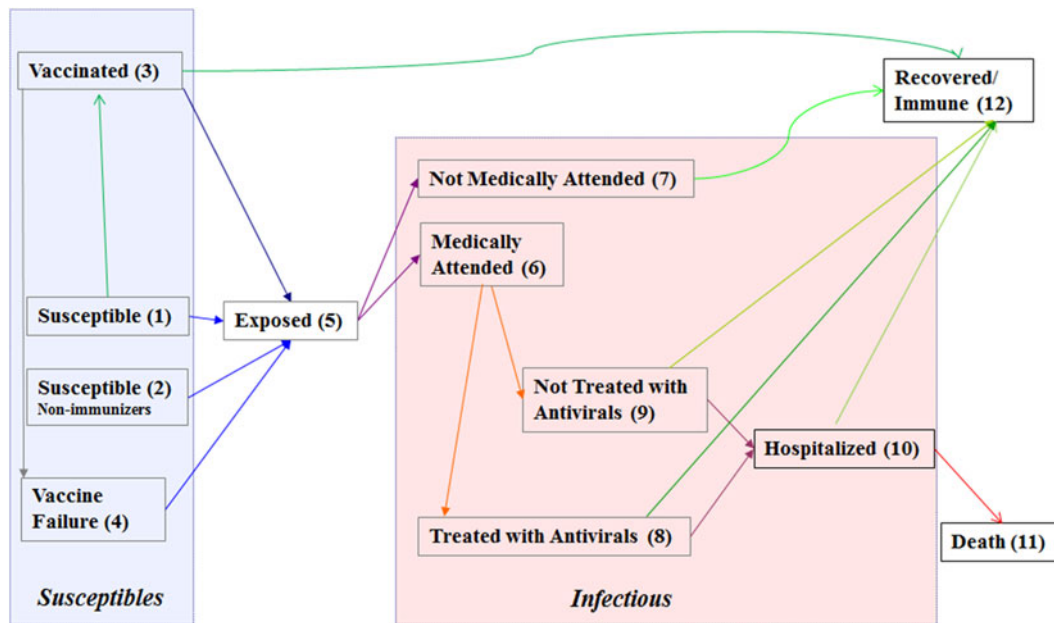 Vaccinated (3)
Recovered/
Immune (12)
Not Medically Attended (7)
Medically
Attended (6)
Susceptible (1)
Exposed (5)
Susceptible (2)
Non-immunizers
Not Treated with
Antivirals (9)
Hospitalized (10)
Vaccine
Failure (4)
Treated with Antivirals (8)
Death (11)
Susceptibles
Infectious